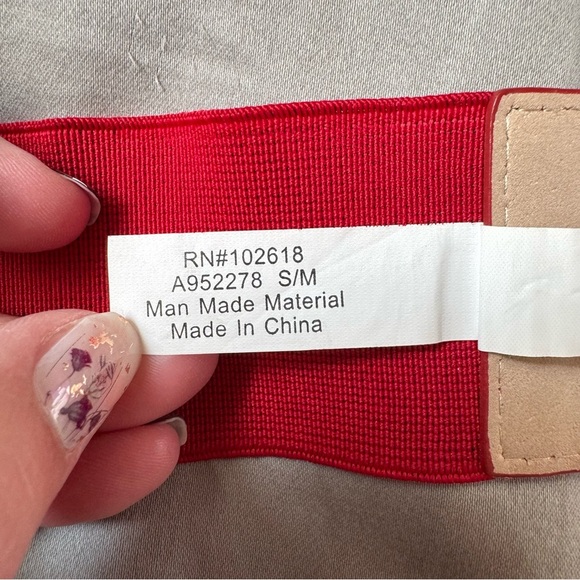 RN#102618
A952278 S/M
Man Made Material
Made In China